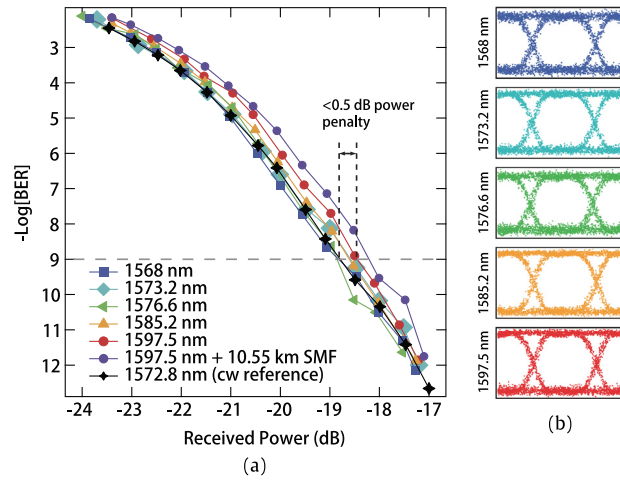 3
4
5
6
7
8
9
10
11
12
-Log[BER]
<0.5 dB power
penalty
1568 nm
1573.2 nm
1576.6 nm
1585.2 nm
1597.5 nm
1597.5 nm + 10.55 km SMF
1572.8 nm (cw reference)
-24 -23 -22 -21 -20 -19 -18 -17
Received Power (dB)
(a)
1568 nm
1573.2 nm
1576.6 nm
1585.2 nm
1597.5 nm
(b)